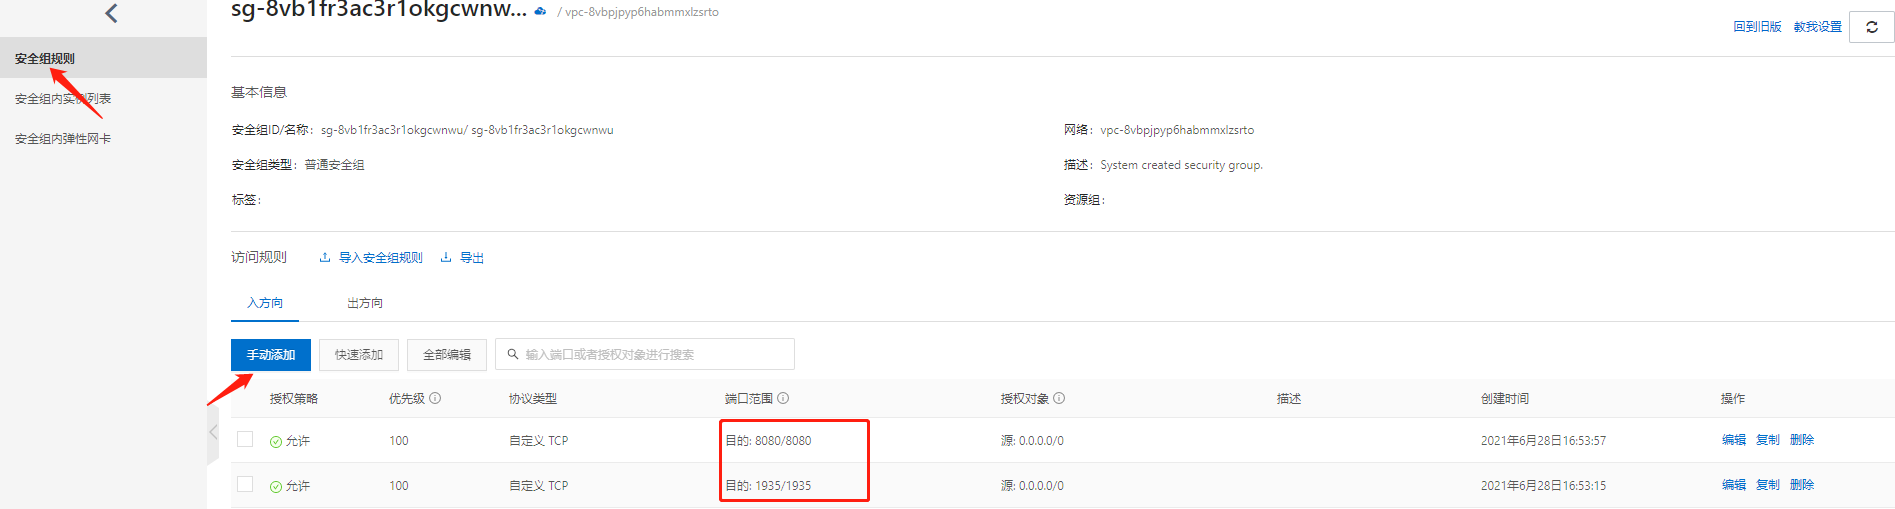 sg-8vb1fr3ac3r1okgcwnw... / vpc-8vbpjpyp6habmmxlzsrto
回到旧版 教我设置
安全组规则
安全组内实例列表
安全组内弹性网卡
基本信息
安全组ID/名称: sg-8vb1fr3ac3r1okgcwnwu/ sg-8vb1fr3ac3r1okgcwnwu
网络: vpc-8vbpjpyp6habmmxlzsrto
安全组类型: 普通安全组
描述: System created security group.
标签:
资源组:
访问规则 导入安全组规则 导出
入方向 出方向
手动添加 快速添加 全部编辑 输入端口或者授权对象进行搜索
授权策略 优先级 协议类型 端口范围 授权对象 描述 创建时间 操作
允许 100 自定义 TCP 目的: 8080/8080 源: 0.0.0.0/0 2021年6月28日16:53:57 编辑 复制 删除
允许 100 自定义 TCP 目的: 1935/1935 源: 0.0.0.0/0 2021年6月28日16:53:15 编辑 复制 删除